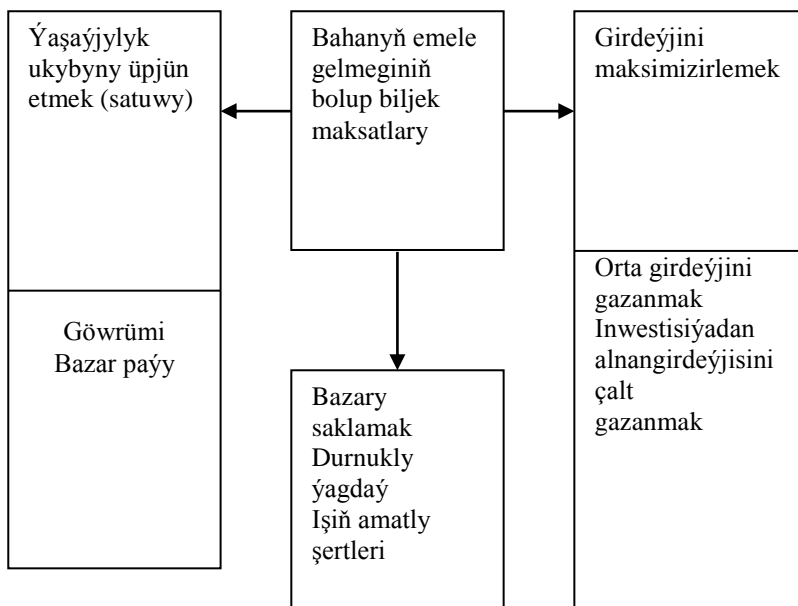 Ýaşaýjylyk
ukybyny üpjün
etmek (satuwy)
Göwrümi
Bazar paýy
Bahanyň emele
gelmeginiň
bolup biljek
maksatlary
Bazary
saklamak
Durnukly
ýagdaý
Işiň amatly
şertleri
Girdeýjini
maksimizirlemek
Orta girdeýjini
gazanmak
Inwestisiýadan
alnangirdeýjisini
çalt
gazanmak